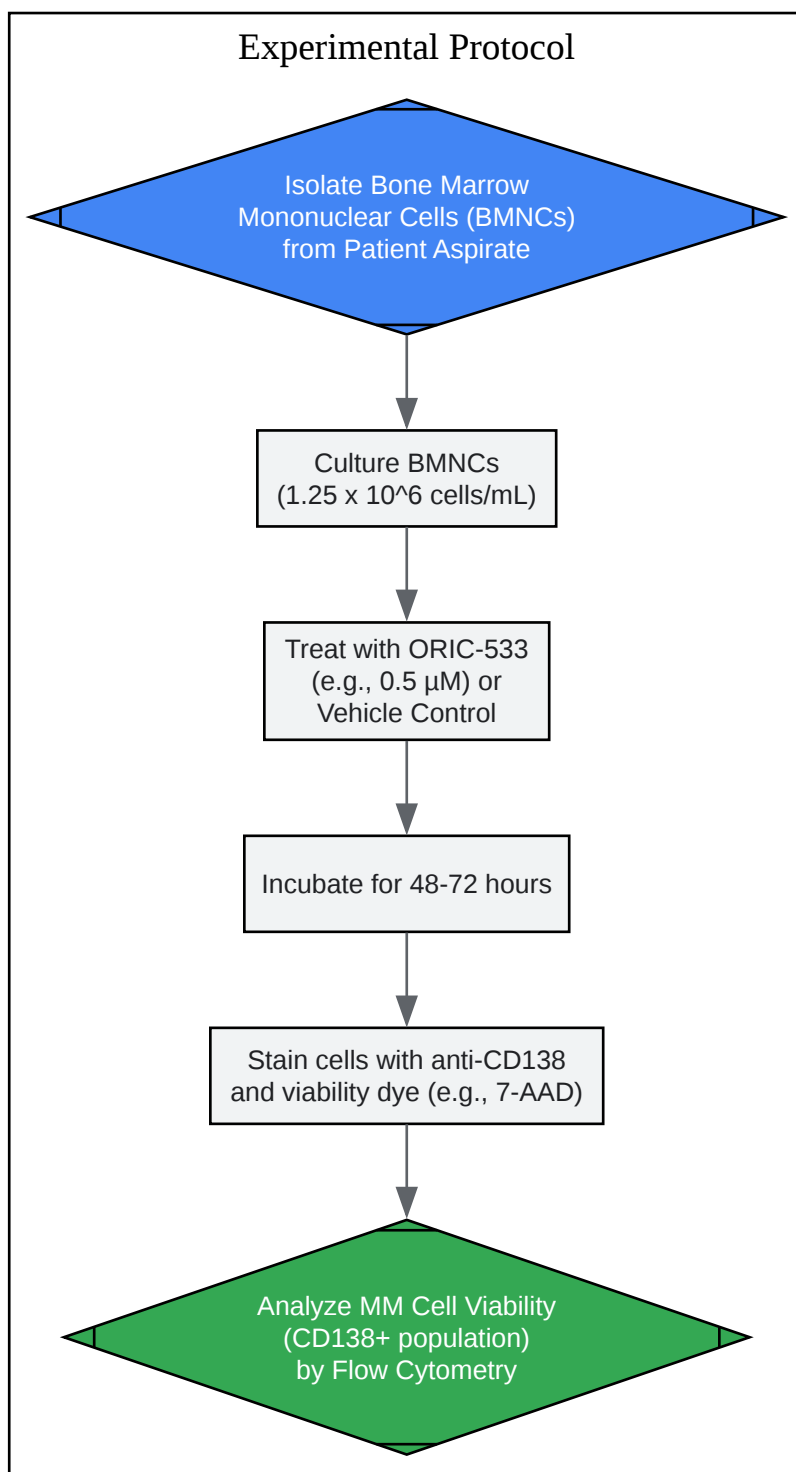 Experimental Protocol
Isolate Bone Marrow
Mononuclear Cells (BMNCs)
from Patient Aspirate
Culture BMNCs
(1.25 x 10^6 cells/mL)
Treat with ORIC-533
(e.g., 0.5 µM) or
Vehicle Control
Incubate for 48-72 hours
Stain cells with anti-CD138
and viability dye (e.g., 7-AAD)
Analyze MM Cell Viability
(CD138+ population)
by Flow Cytometry